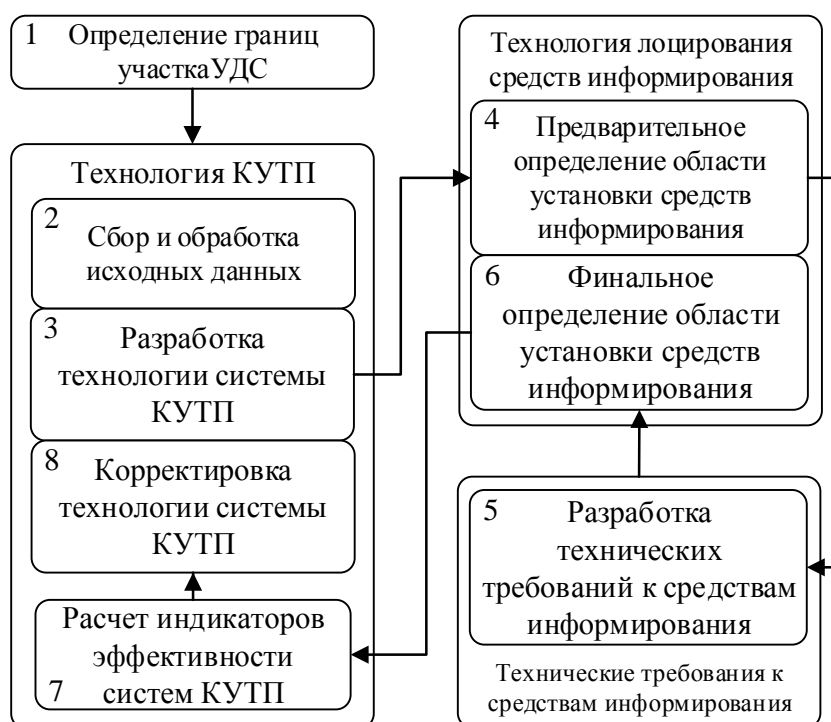 1 Определение границ
участкаУДС
Технология КУТП
2
Сбор и обработка
исходных данных
3
Разработка
технологии системы
КУТП
8
Корректировка
технологии системы
КУТП
Расчет индикаторов
эффективности
7 систем КУТП
Технология лоцирования
средств информирования
4
Предварительное
определение области
установки средств
информирования
6
Финальное
определение области
установки средств
информирования
5
Разработка
технических
требований к средствам
информирования
Технические требования к
средствам информирования